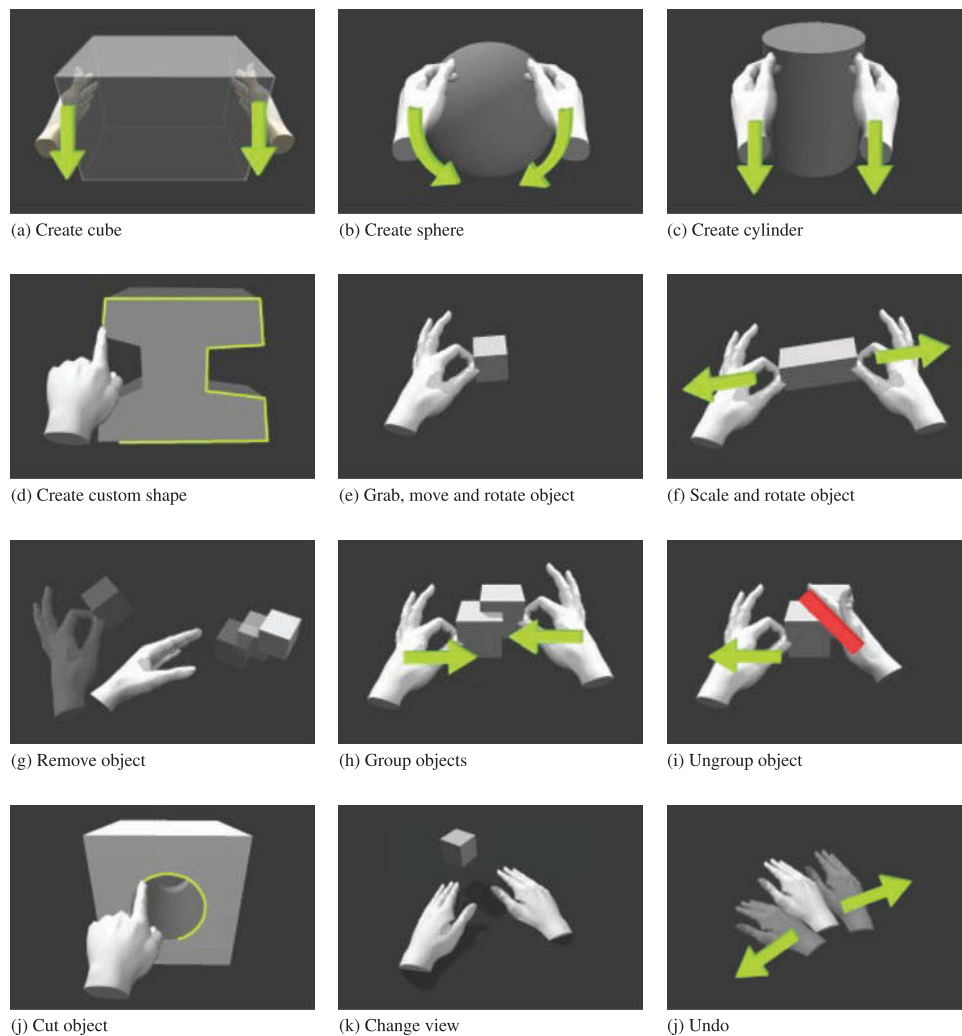 (a) Create cube
(b) Create sphere
(c) Create cylinder
(d) Create custom shape
(e) Grab, move and rotate object
(f) Scale and rotate object
(g) Remove object
(h) Group objects
(i) Ungroup object
(j) Cut object
(k) Change view
(j) Undo